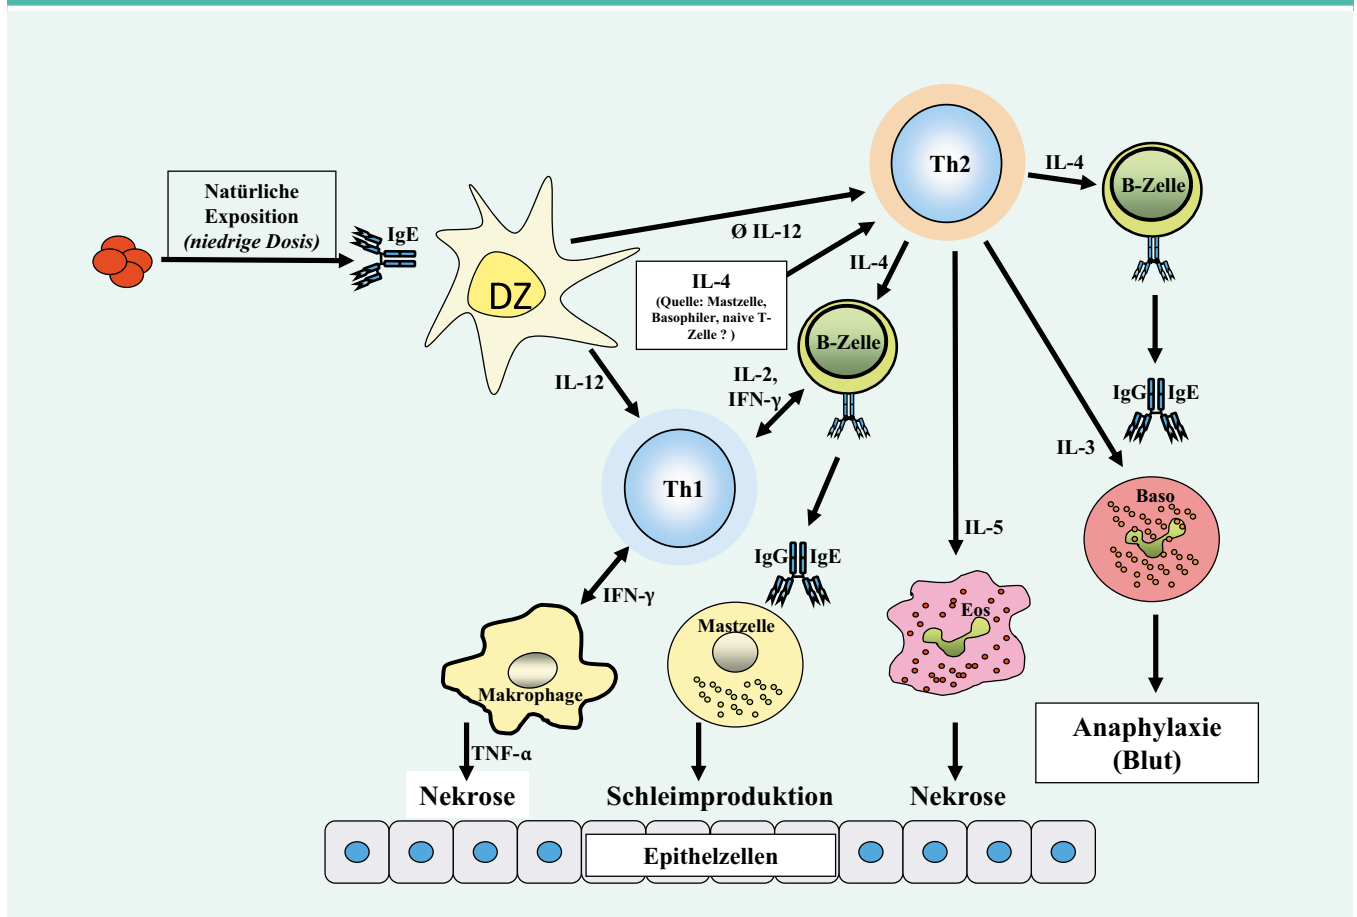 Natürliche
Exposition
(niedrige Dosis)
IgE
DZ
Ø IL-12
IL-4
(Quelle: Mastzelle,
Basophiler, naive T-
Zelle ? )
Th2
IL-4
B-Zelle
IL-4
B-Zelle
IL-12
IL-2,
IFN-γ
Th1
IgG
IgE
IL-3
Baso
IL-5
IgG
IgE
IFN-γ
Mastzelle
Eos
Makrophage
Anaphylaxie
(Blut)
TNF-α
Nekrose
Schleimproduktion
Nekrose
Epithelzellen